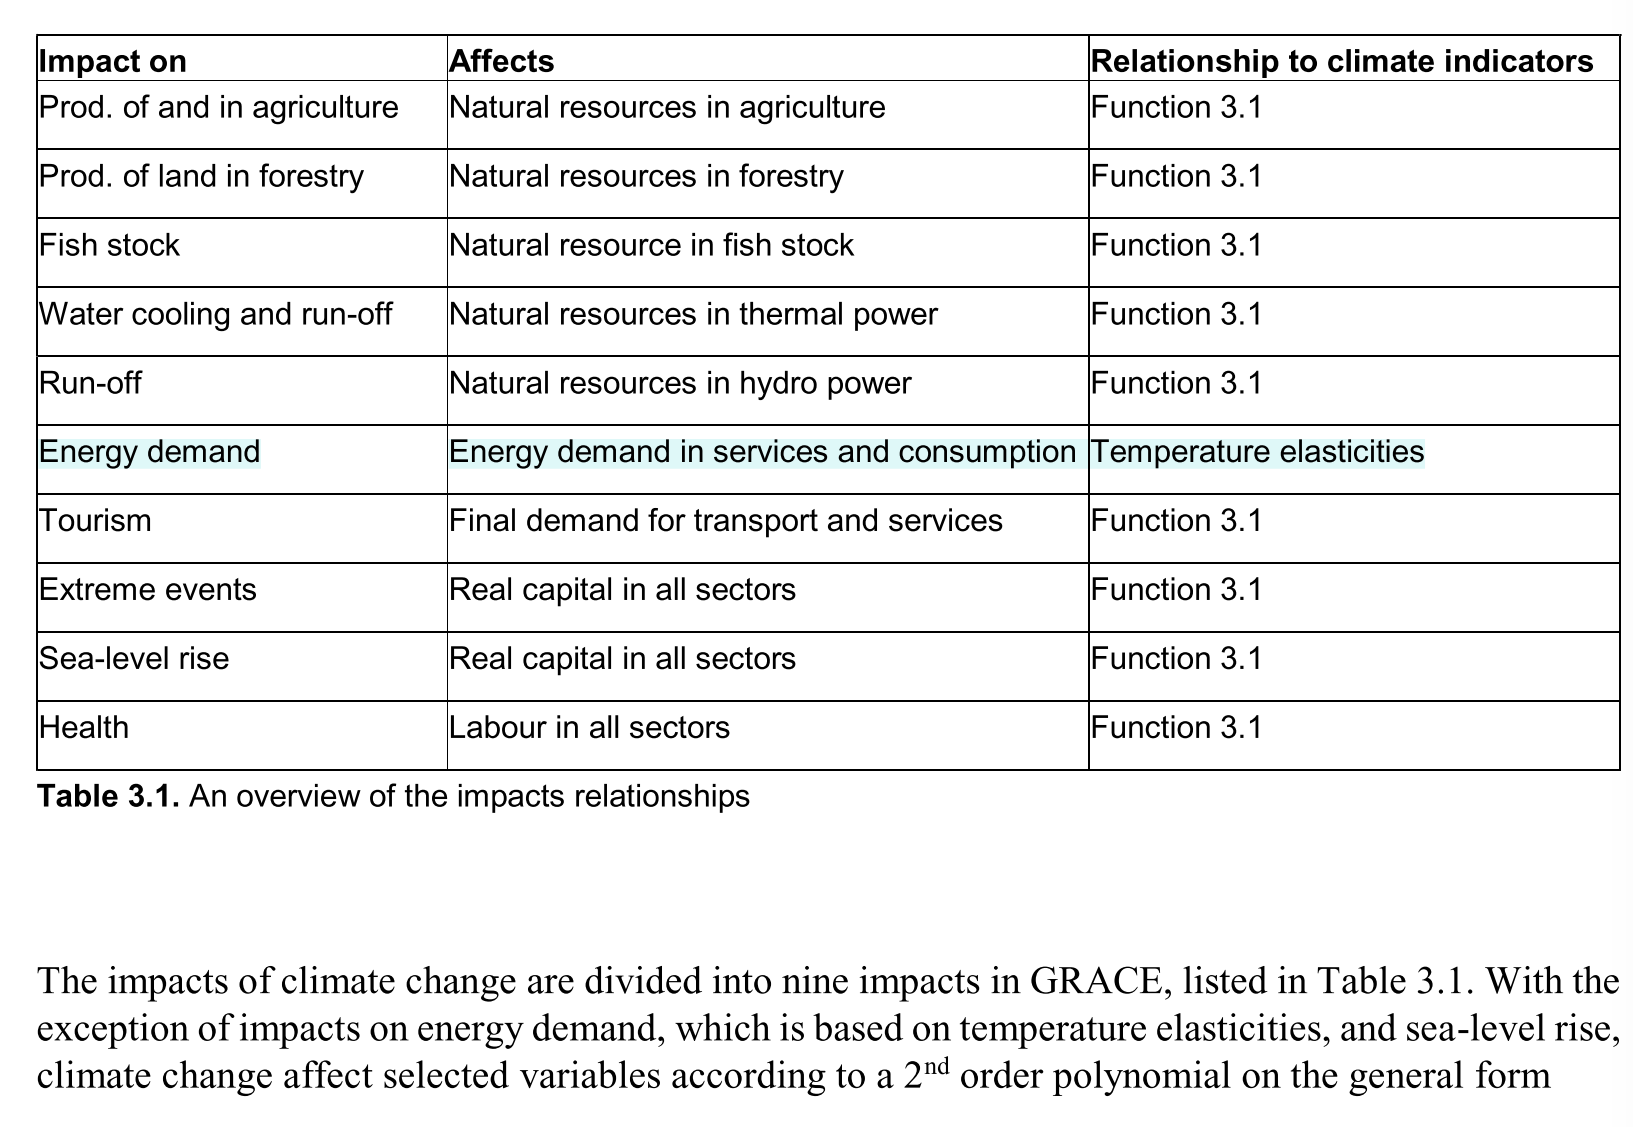 Impact on Affects Relationship to climate indicators
Prod. of and in agriculture Natural resources in agriculture Function 3.1
Prod. of land in forestry Natural resources in forestry Function 3.1
Fish stock Natural resource in fish stock Function 3.1
Water cooling and run-off Natural resources in thermal power Function 3.1
Run-off Natural resources in hydro power Function 3.1
Energy demand Energy demand in services and consumption Temperature elasticities
Tourism Final demand for transport and services Function 3.1
Extreme events Real capital in all sectors Function 3.1
Sea-level rise Real capital in all sectors Function 3.1
Health Labour in all sectors Function 3.1
Table 3.1. An overview of the impacts relationships
The impacts of climate change are divided into nine impacts in GRACE, listed in Table 3.1. With the
exception of impacts on energy demand, which is based on temperature elasticities, and sea-level rise,
climate change affect selected variables according to a 2nd order polynomial on the general form